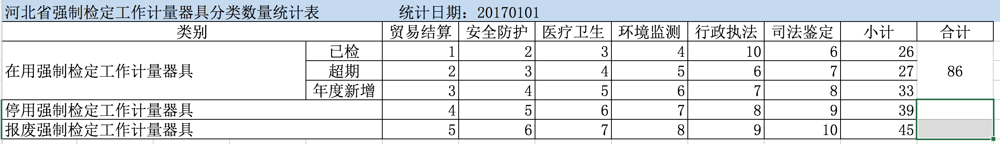 河北省强制检定工作计量器具分类数量统计表 统计日期：20170101
类别 贸易结算 安全防护 医疗卫生 环境监测 行政执法 司法鉴定 小计 合计
已检 1 2 3 4 10 6 26
在用强制检定工作计量器具 超期 2 3 4 5 6 7 27 86
年度新增 3 4 5 6 7 8 33
停用强制检定工作计量器具 4 5 6 7 8 9 39
报废强制检定工作计量器具 5 6 7 8 9 10 45